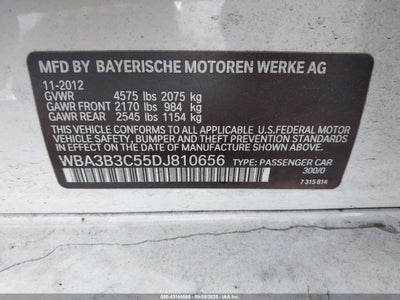 MFD. BY BAYERISCHE MOTOREN WERKE AG
11-2012
GVWR 4575 lbs 2075 kg
GAWR FRONT 2170 lbs 984 kg
GAWR REAR 2545 lbs 1154 kg
THIS VEHICLE CONFORMS TO ALL APPLICABLE U.S.FEDERAL MOTOR
VEHICLE SAFETY, BUMPER, AND THEFT PREVENTION STANDARDS
IN EFFECT ON THE DATE OF MANUFACTURE SHOWN ABOVE.
WBA3B3C55DJ810656 TYPE: PASSENGER CAR
300/0
7 315 814